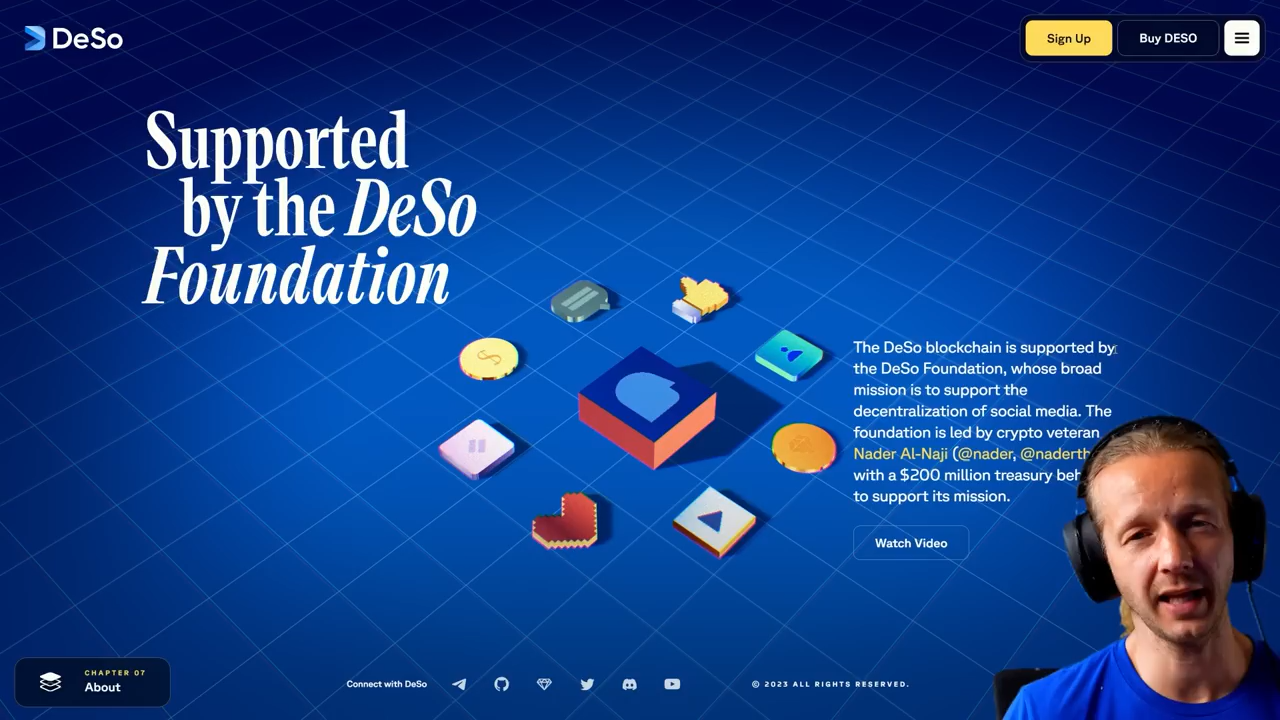 DeSo
Sign Up
Buy DESO
Supported
by the DeSo
Foundation
The DeSo blockchain is supported by
the DeSo Foundation, whose broad
mission is to support the
decentralization of social media. The
foundation is led by crypto veteran
Nader Al-Naji (@nader,
with a $200 million treasury
to support its mission.
Watch Video
CHAPTER 07
About
Connect with DeSo
© 2023 ALL RIGHTS RESERVED.